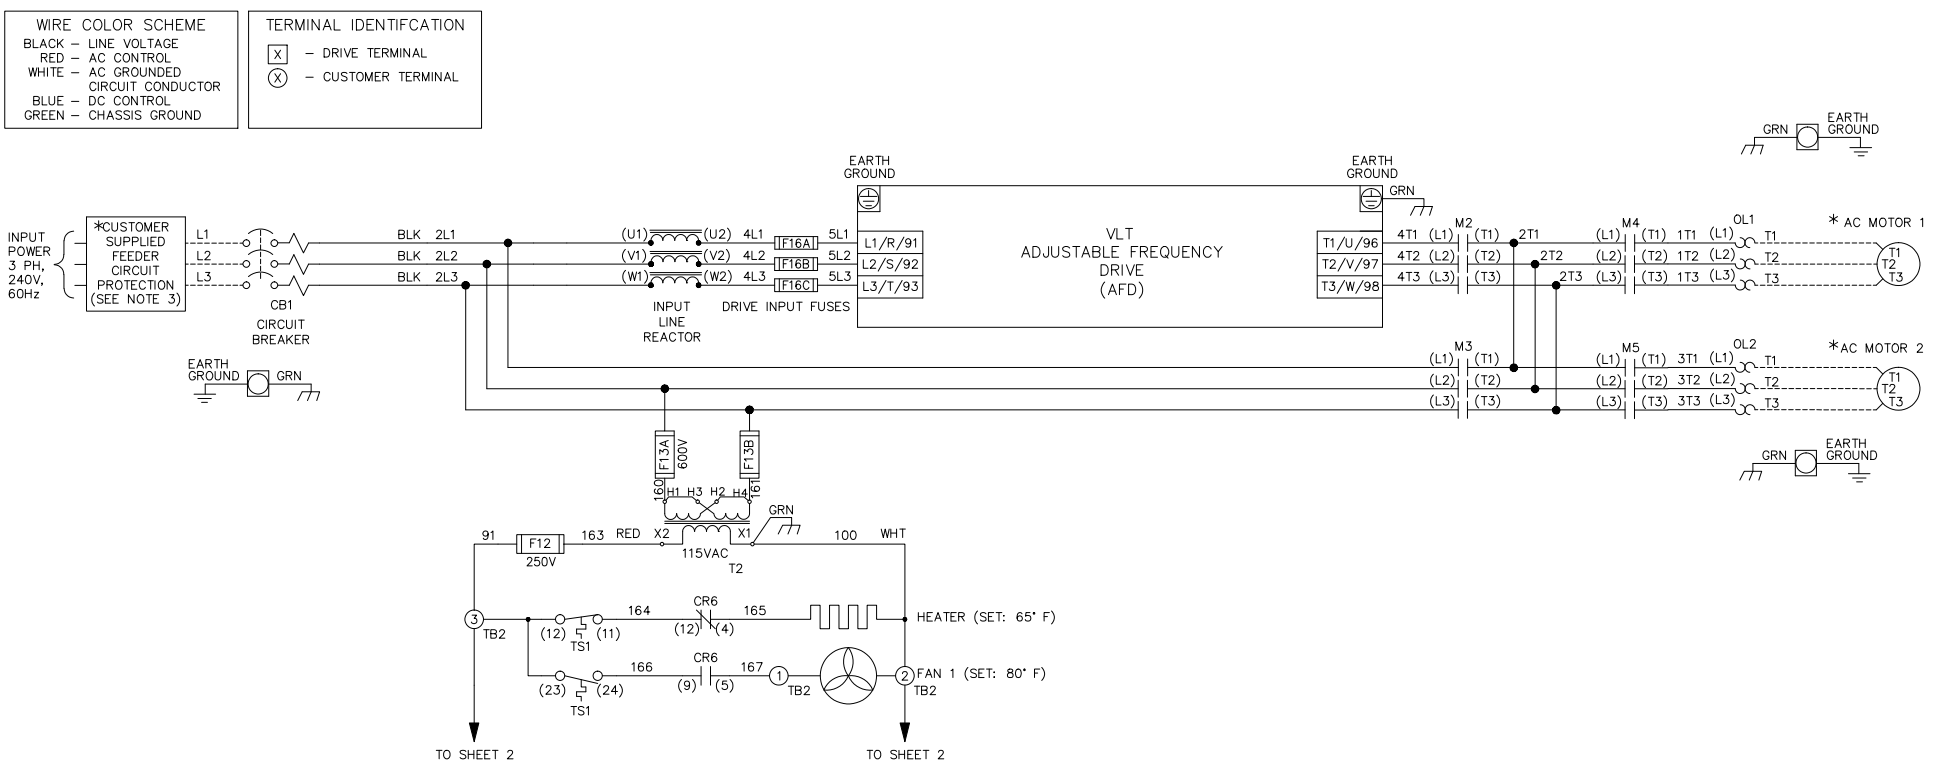 WIRE COLOR SCHEME
BLACK – LINE VOLTAGE
RED – AC CONTROL
WHITE – AC GROUNDED
CIRCUIT CONDUCTOR
BLUE – DC CONTROL
GREEN – CHASSIS GROUND
TERMINAL IDENTIFCATION
X – DRIVE TERMINAL
X – CUSTOMER TERMINAL
GRN
EARTH
GROUND
INPUT
POWER
3 PH,
240V,
60Hz
*CUSTOMER
SUPPLIED
FEEDER
CIRCUIT
PROTECTION
(SEE NOTE 3)
L1
L2
L3
CB1
CIRCUIT
BREAKER
EARTH
GROUND
GRN
BLK 2L1
BLK 2L2
BLK 2L3
(U1) (U2) 4L1 F16A 5L1
(V1) (V2) 4L2 F16B 5L2
(W1) (W2) 4L3 F16C 5L3
INPUT
LINE
REACTOR
DRIVE INPUT FUSES
EARTH
GROUND
L1/R/91
L2/S/92
L3/T/93
VLT
ADJUSTABLE FREQUENCY
DRIVE
(AFD)
EARTH
GROUND
GRN
T1/U/96
T2/V/97
T3/W/98
M2 M4 OL1
4T1 (L1) (T1) 2T1 (L1) (T1) 1T1 (L1) T1
4T2 (L2) (T2) 2T2 (L2) (T2) 1T2 (L2) T2
4T3 (L3) (T3) 2T3 (L3) (T3) 1T3 (L3) T3
* AC MOTOR 1
T1
T2
T3
M3 M5 OL2
(L1) (T1) (L1) (T1) 3T1 (L1) T1
(L2) (T2) (L2) (T2) 3T2 (L2) T2
(L3) (T3) (L3) (T3) 3T3 (L3) T3
*AC MOTOR 2
T1
T2
T3
GRN
EARTH
GROUND
F13A
600V
F13B
160
161
H1 H3 H2 H4
GRN
91 F12 163 RED X2 X1 100 WHT
250V
115VAC
T2
3
TB2
(12) (11)
TS1
164
CR6
(12) (4)
165
HEATER (SET: 65° F)
(23) (24)
TS1
166
CR6
(9) (5)
167
1
TB2
2
TB2
FAN 1 (SET: 80° F)
TO SHEET 2
TO SHEET 2